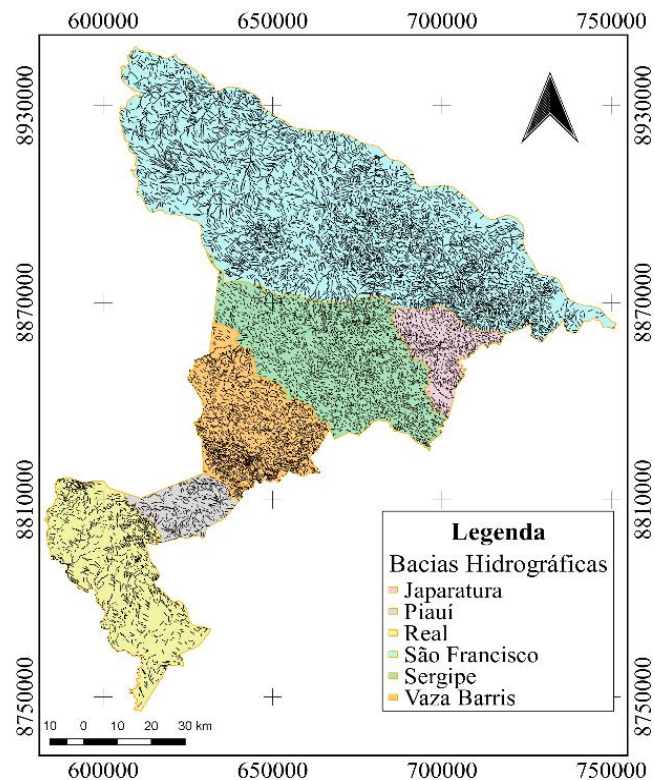 600000 650000 700000 750000
8930000 8930000
8870000 8870000
8810000 8810000
8750000 8750000
Legenda
Bacias Hidrográficas
Japaratura
Piauí
Real
São Francisco
Sergipe
Vaza Barris
10 0 10 20 30 km
600000 650000 700000 750000